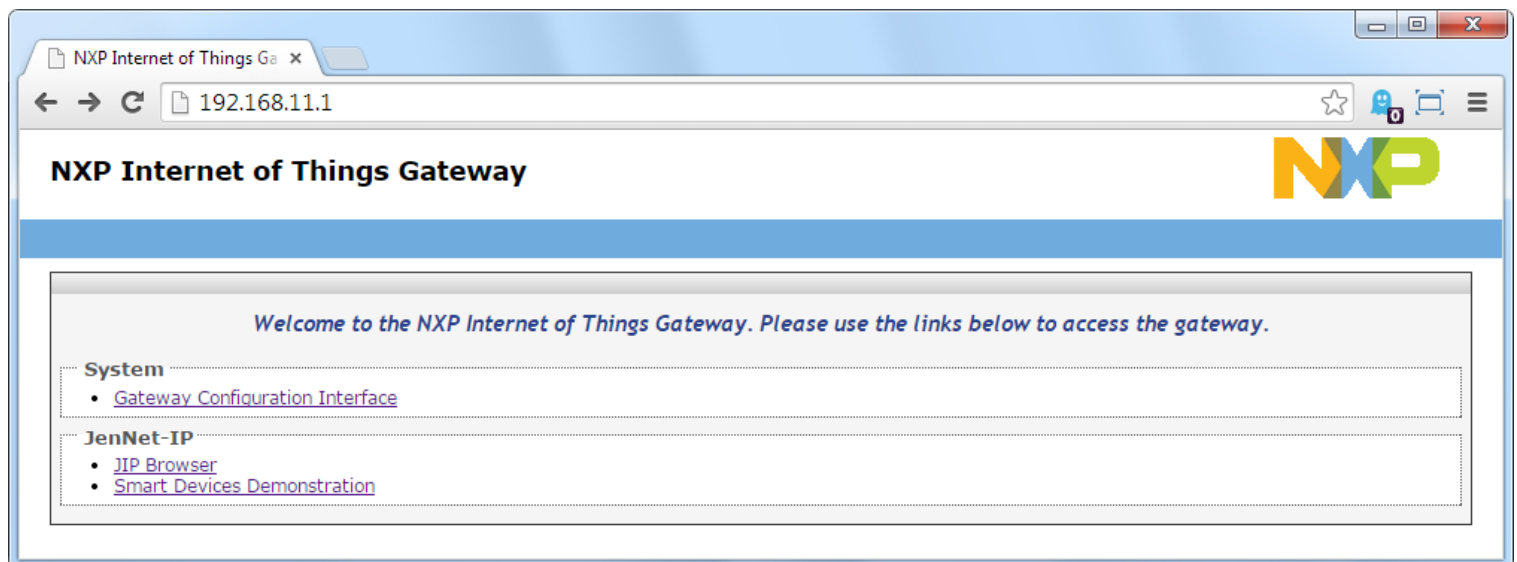 NXP Internet of Things Ga
192.168.11.1
0
NXP Internet of Things Gateway
NXP
Welcome to the NXP Internet of Things Gateway. Please use the links below to access the gateway.
System
• Gateway Configuration Interface
JenNet-IP
• JIP Browser
• Smart Devices Demonstration